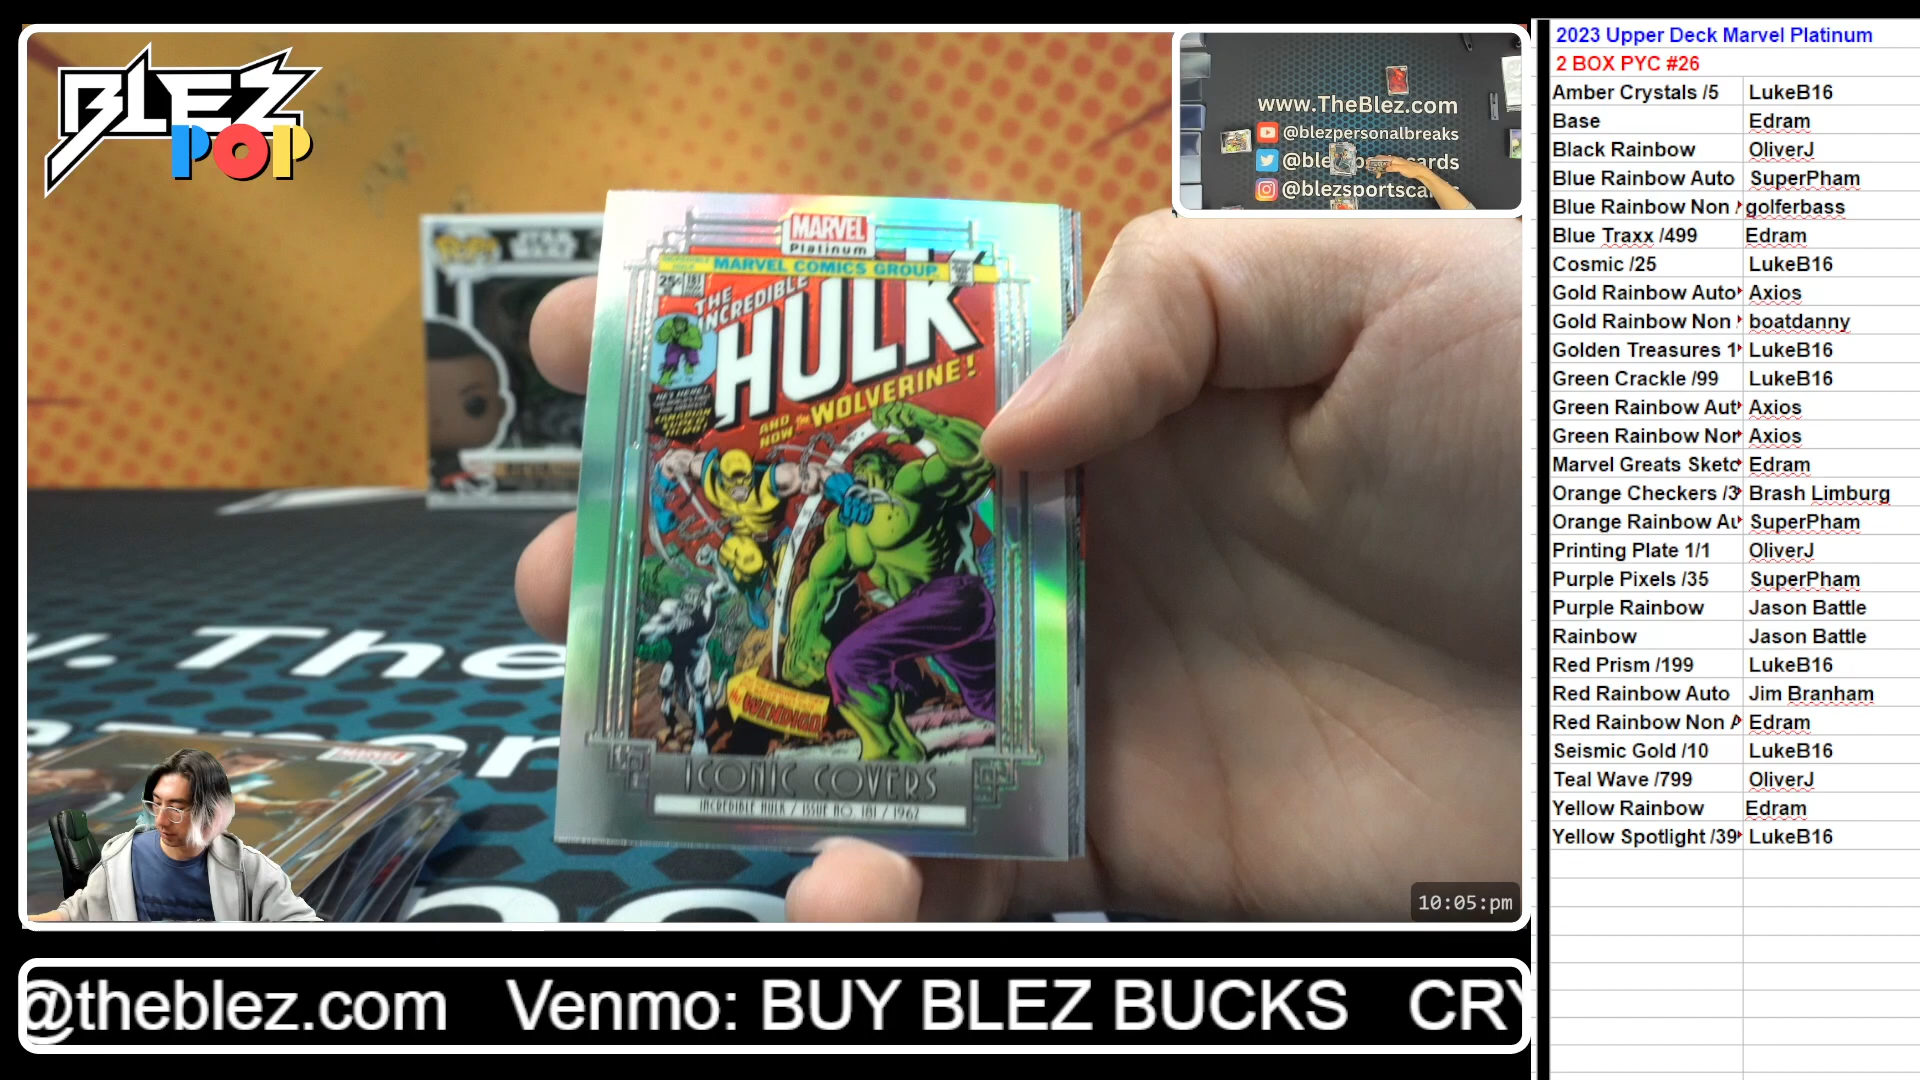 BLEZ
POP
MARVEL
Platinum
MARVEL COMICS GROUP
25¢ 181
THE
INCREDIBLE
HULK
AND
NOW
the
WOLVERINE!
WENDIGO!
ICONIC COVERS
INCREDIBLE HULK / ISSUE NO. 181 / 1962
www.TheBlez.com
@blezpersonalbreaks
10:05:pm
@theblez.com Venmo: BUY BLEZ BUCKS CRY
2023 Upper Deck Marvel Platinum
2 BOX PYC #26
Amber Crystals /5 LukeB16
Base Edram
Black Rainbow OliverJ
Blue Rainbow Auto SuperPham
Blue Rainbow Non golferbass
Blue Traxx /499 Edram
Cosmic /25 LukeB16
Gold Rainbow Auto Axios
Gold Rainbow Non boatdanny
Golden Treasures 1 LukeB16
Green Crackle /99 LukeB16
Green Rainbow Aut Axios
Green Rainbow Nor Axios
Marvel Greats Sketc Edram
Orange Checkers /3 Brash Limburg
Orange Rainbow Au SuperPham
Printing Plate 1/1 OliverJ
Purple Pixels /35 SuperPham
Purple Rainbow Jason Battle
Rainbow Jason Battle
Red Prism /199 LukeB16
Red Rainbow Auto Jim Branham
Red Rainbow Non A Edram
Seismic Gold /10 LukeB16
Teal Wave /799 OliverJ
Yellow Rainbow Edram
Yellow Spotlight /39 LukeB16